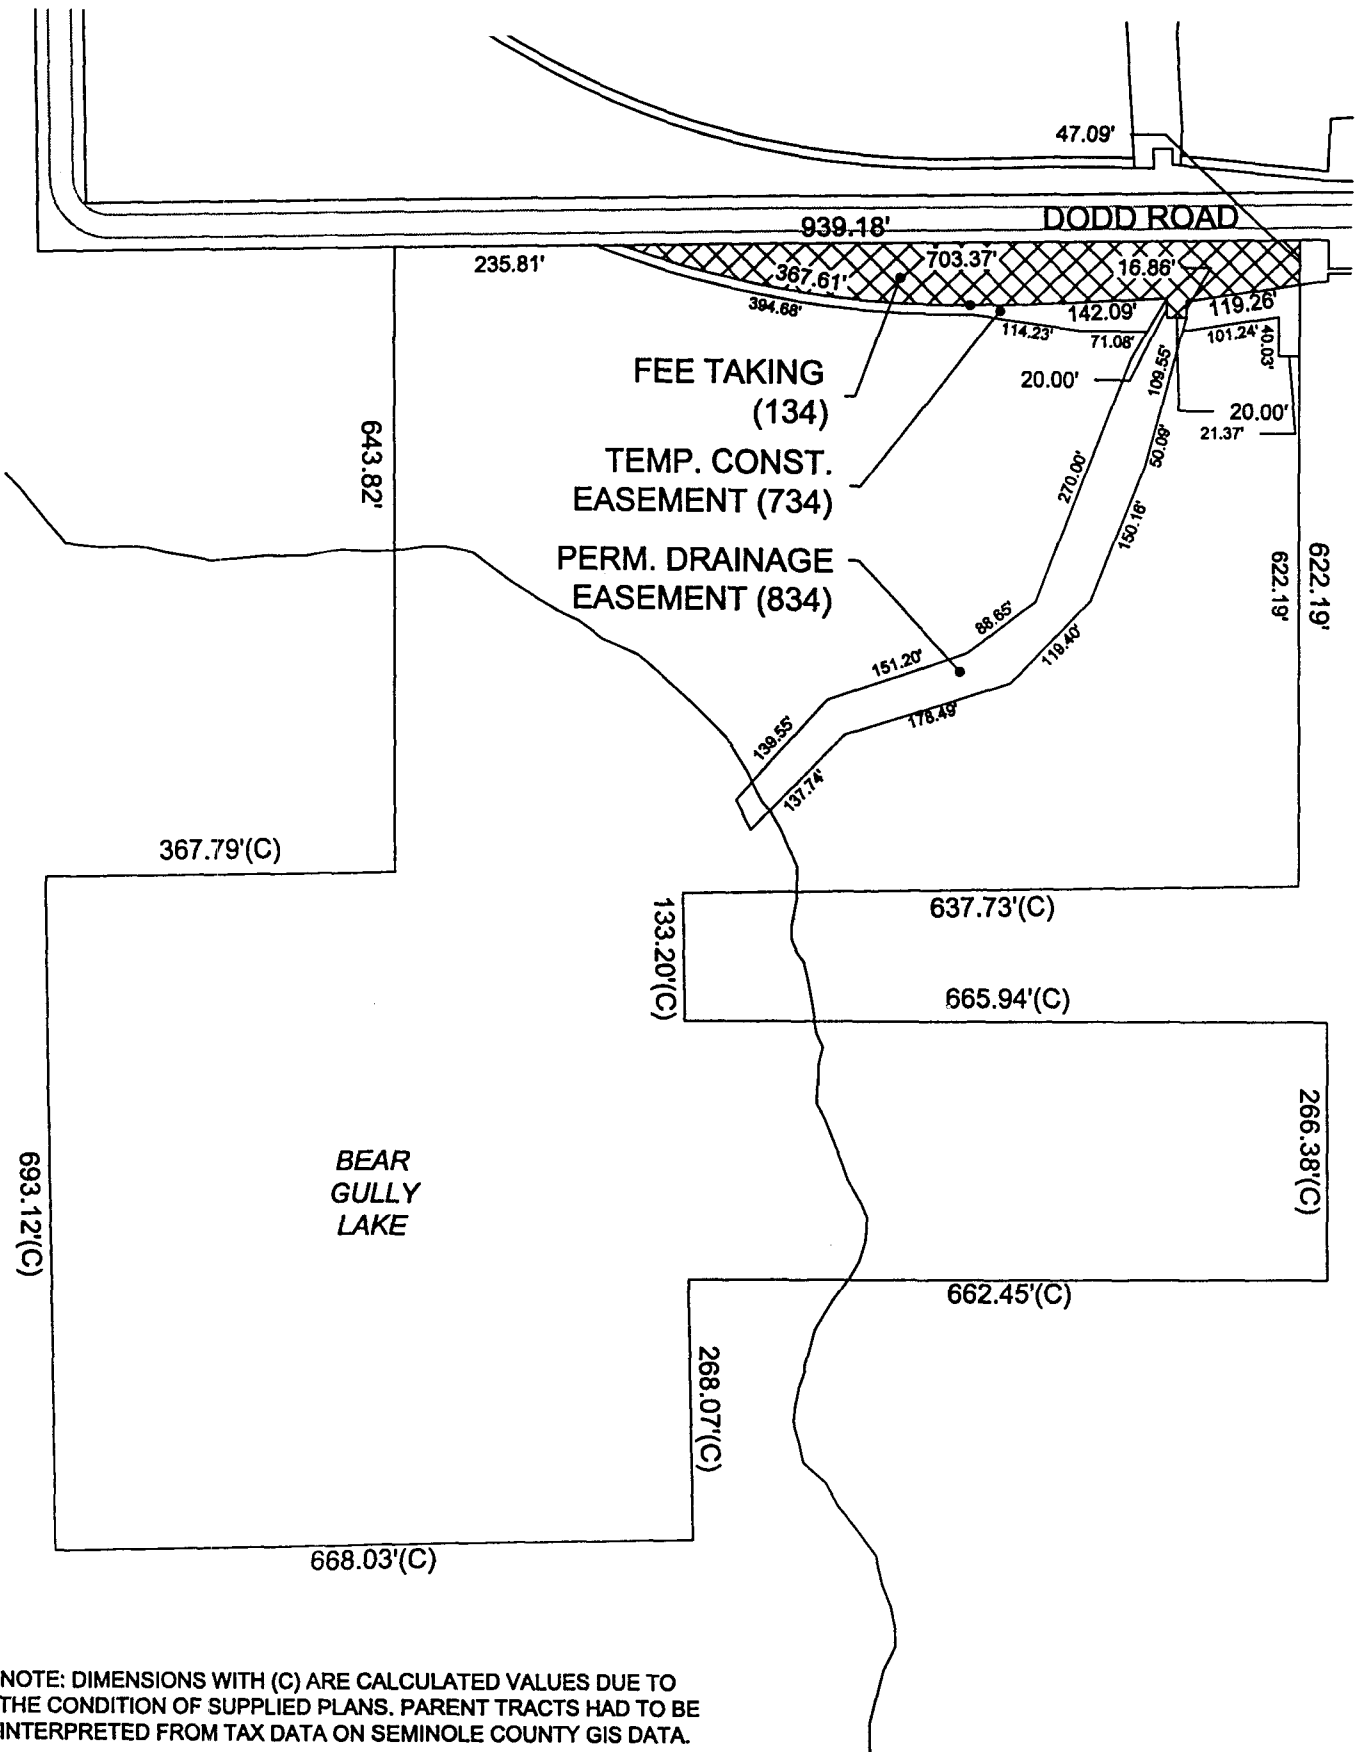 47.09'
DODD ROAD
939.18'
235.81'
703.37'
16.86'
367.61'
394.68'
142.09'
119.26'
114.23'
71.08'
101.24'
40.03'
FEE TAKING
(134)
20.00'
109.55'
20.00'
21.37'
643.82'
TEMP. CONST.
EASEMENT (734)
270.00'
50.09'
150.16'
PERM. DRAINAGE
EASEMENT (834)
622.19'
622.19'
88.65'
119.40'
151.20'
178.49'
139.55'
137.74'
367.79'(C)
637.73'(C)
133.20'(C)
665.94'(C)
266.38'(C)
693.12'(C)
BEAR
GULLY
LAKE
662.45'(C)
268.07'(C)
668.03'(C)
NOTE: DIMENSIONS WITH (C) ARE CALCULATED VALUES DUE TO
THE CONDITION OF SUPPLIED PLANS. PARENT TRACTS HAD TO BE
INTERPRETED FROM TAX DATA ON SEMINOLE COUNTY GIS DATA.